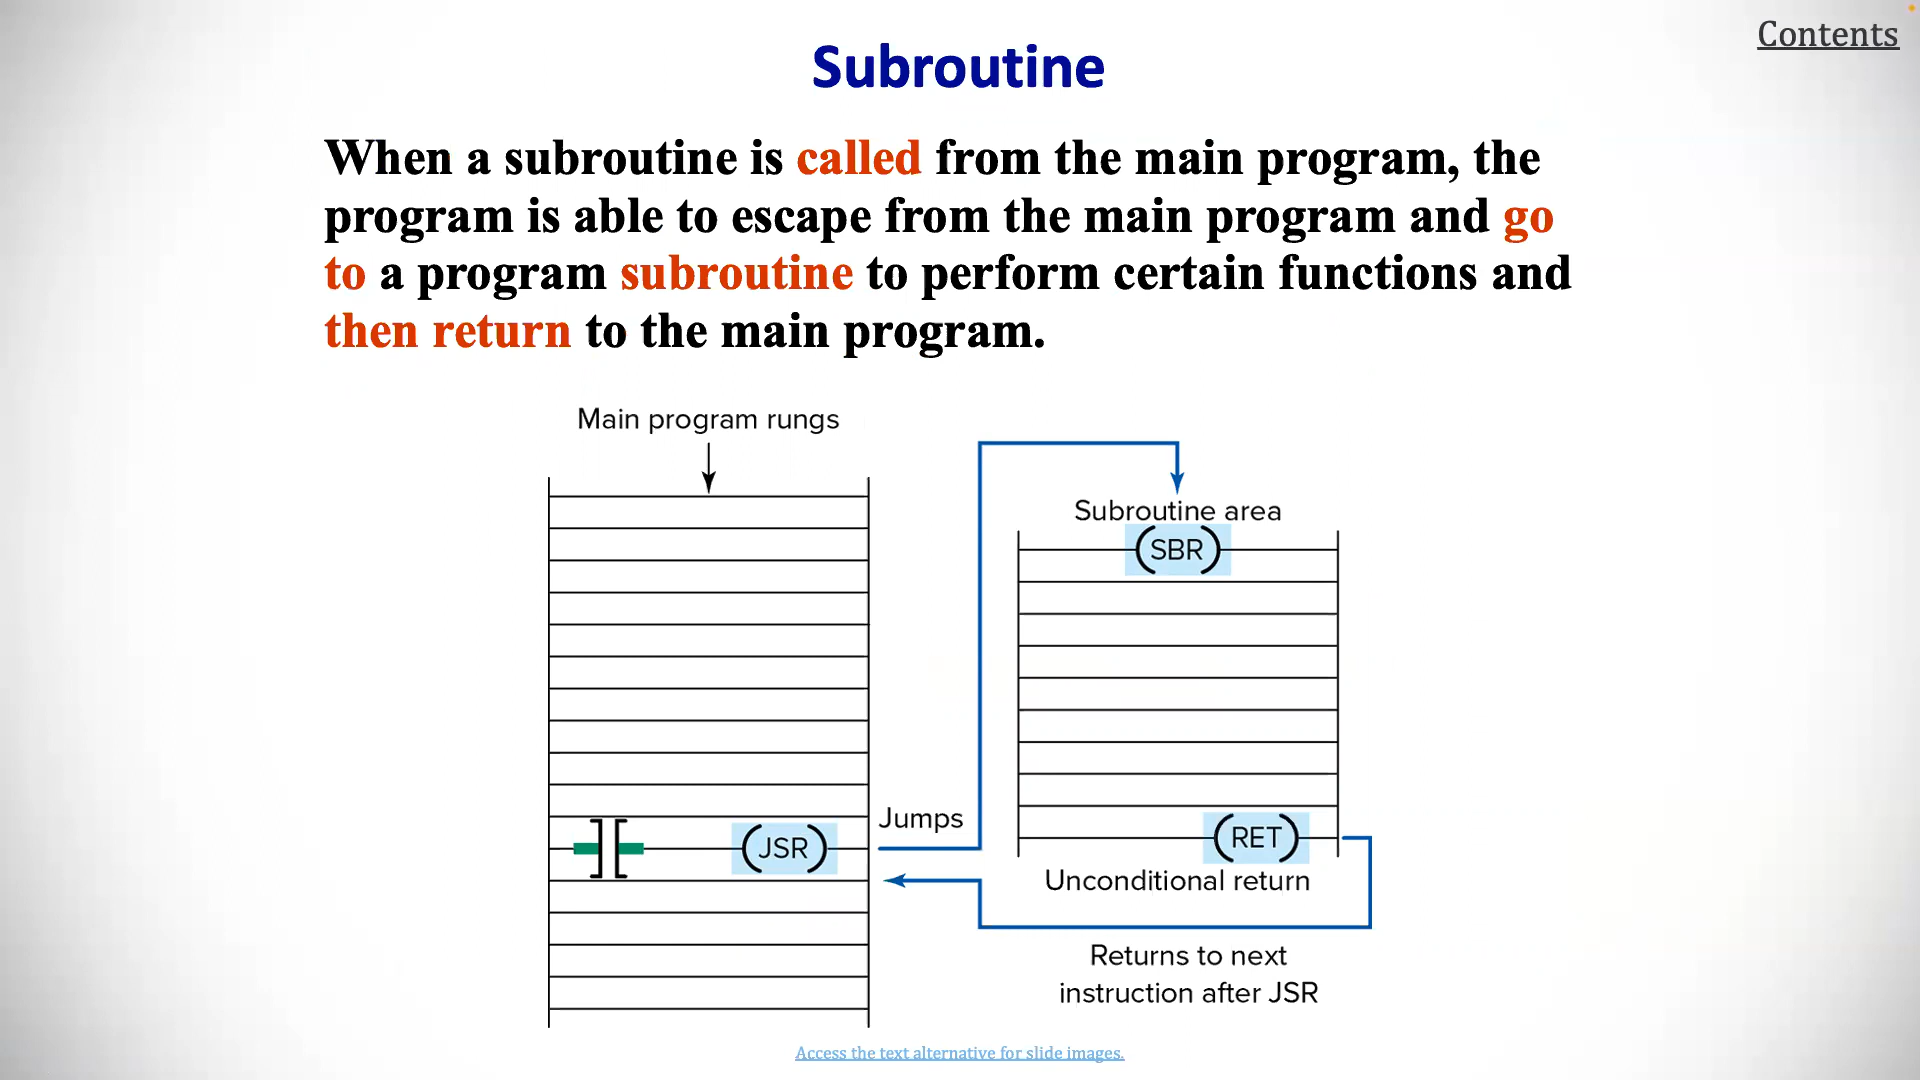 Contents
Subroutine
When a subroutine is called from the main program, the
program is able to escape from the main program and go
to a program subroutine to perform certain functions and
then return to the main program.
Main program rungs
Subroutine area
SBR
Jumps
JSR
RET
Unconditional return
Returns to next
instruction after JSR
Access the text alternative for slide images.